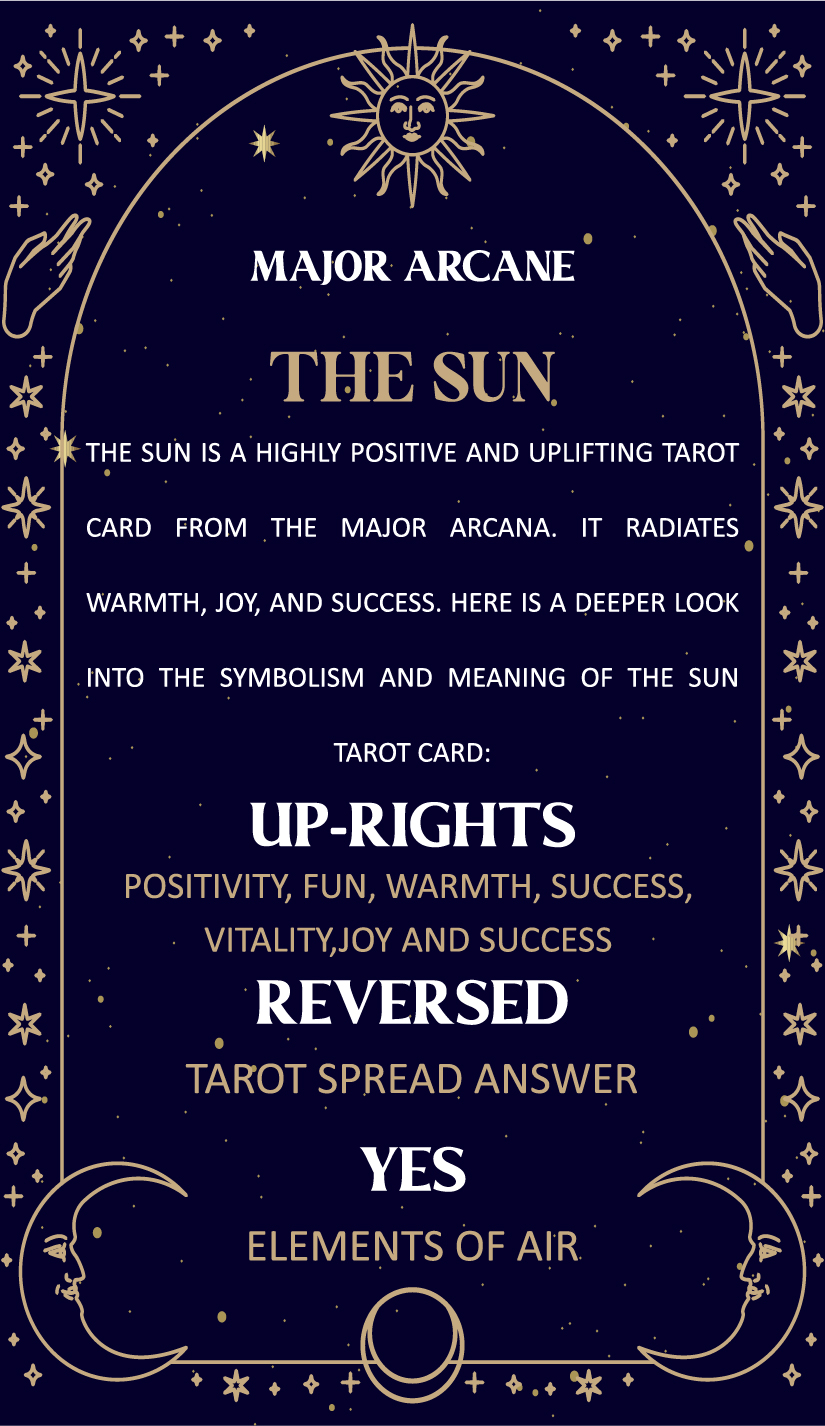 MAJOR ARCANE
THE SUN
THE SUN IS A HIGHLY POSITIVE AND UPLIFTING TAROT
CARD FROM THE MAJOR ARCANA. IT RADIATES
WARMTH, JOY, AND SUCCESS. HERE IS A DEEPER LOOK
INTO THE SYMBOLISM AND MEANING OF THE SUN
TAROT CARD:
UP-RIGHTS
POSITIVITY, FUN, WARMTH, SUCCESS,
VITALITY,JOY AND SUCCESS
REVERSED
TAROT SPREAD ANSWER
YES
ELEMENTS OF AIR